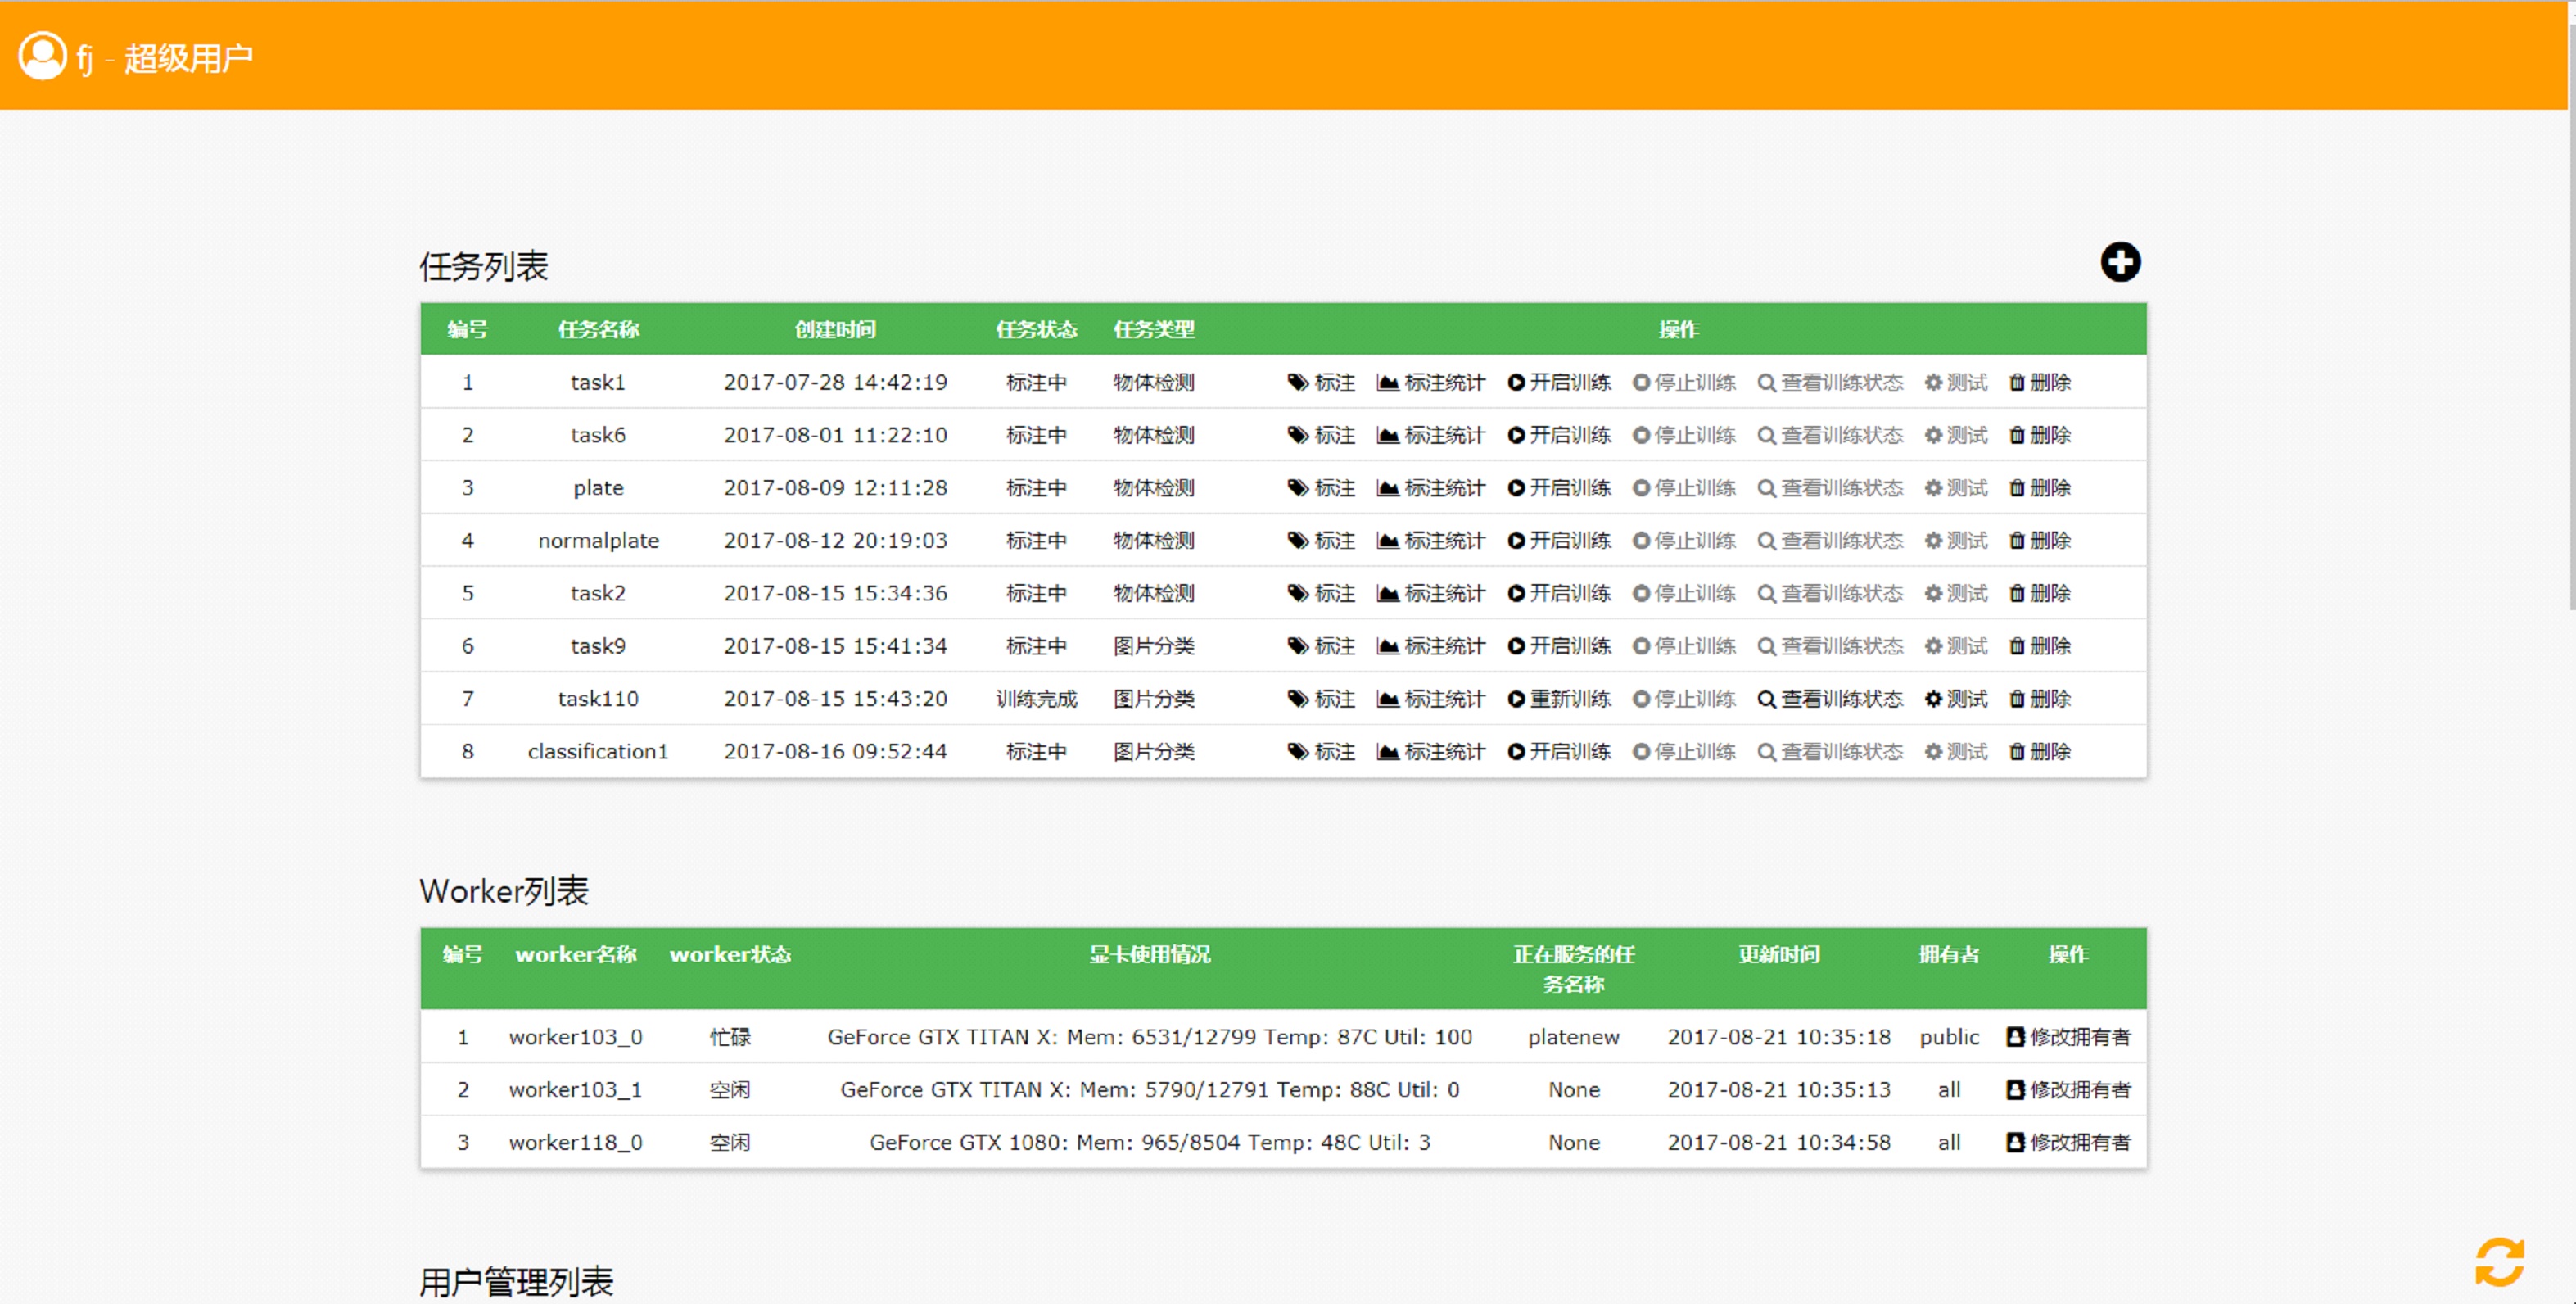 fj - 超级用户
任务列表
编号 任务名称 创建时间 任务状态 任务类型 操作
1 task1 2017-07-28 14:42:19 标注中 物体检测 标注 标注统计 开启训练 停止训练 查看训练状态 测试 删除
2 task6 2017-08-01 11:22:10 标注中 物体检测 标注 标注统计 开启训练 停止训练 查看训练状态 测试 删除
3 plate 2017-08-09 12:11:28 标注中 物体检测 标注 标注统计 开启训练 停止训练 查看训练状态 测试 删除
4 normalplate 2017-08-12 20:19:03 标注中 物体检测 标注 标注统计 开启训练 停止训练 查看训练状态 测试 删除
5 task2 2017-08-15 15:34:36 标注中 物体检测 标注 标注统计 开启训练 停止训练 查看训练状态 测试 删除
6 task9 2017-08-15 15:41:34 标注中 图片分类 标注 标注统计 开启训练 停止训练 查看训练状态 测试 删除
7 task110 2017-08-15 15:43:20 训练完成 图片分类 标注 标注统计 重新训练 停止训练 查看训练状态 测试 删除
8 classification1 2017-08-16 09:52:44 标注中 图片分类 标注 标注统计 开启训练 停止训练 查看训练状态 测试 删除
Worker列表
编号 worker名称 worker状态 显卡使用情况 正在服务的任 更新时间 拥有者 操作
务名称
1 worker103_0 忙碌 GeForce GTX TITAN X: Mem: 6531/12799 Temp: 87C Util: 100 platenew 2017-08-21 10:35:18 public 修改拥有者
2 worker103_1 空闲 GeForce GTX TITAN X: Mem: 5790/12791 Temp: 88C Util: 0 None 2017-08-21 10:35:13 all 修改拥有者
3 worker118_0 空闲 GeForce GTX 1080: Mem: 965/8504 Temp: 48C Util: 3 None 2017-08-21 10:34:58 all 修改拥有者
用户管理列表